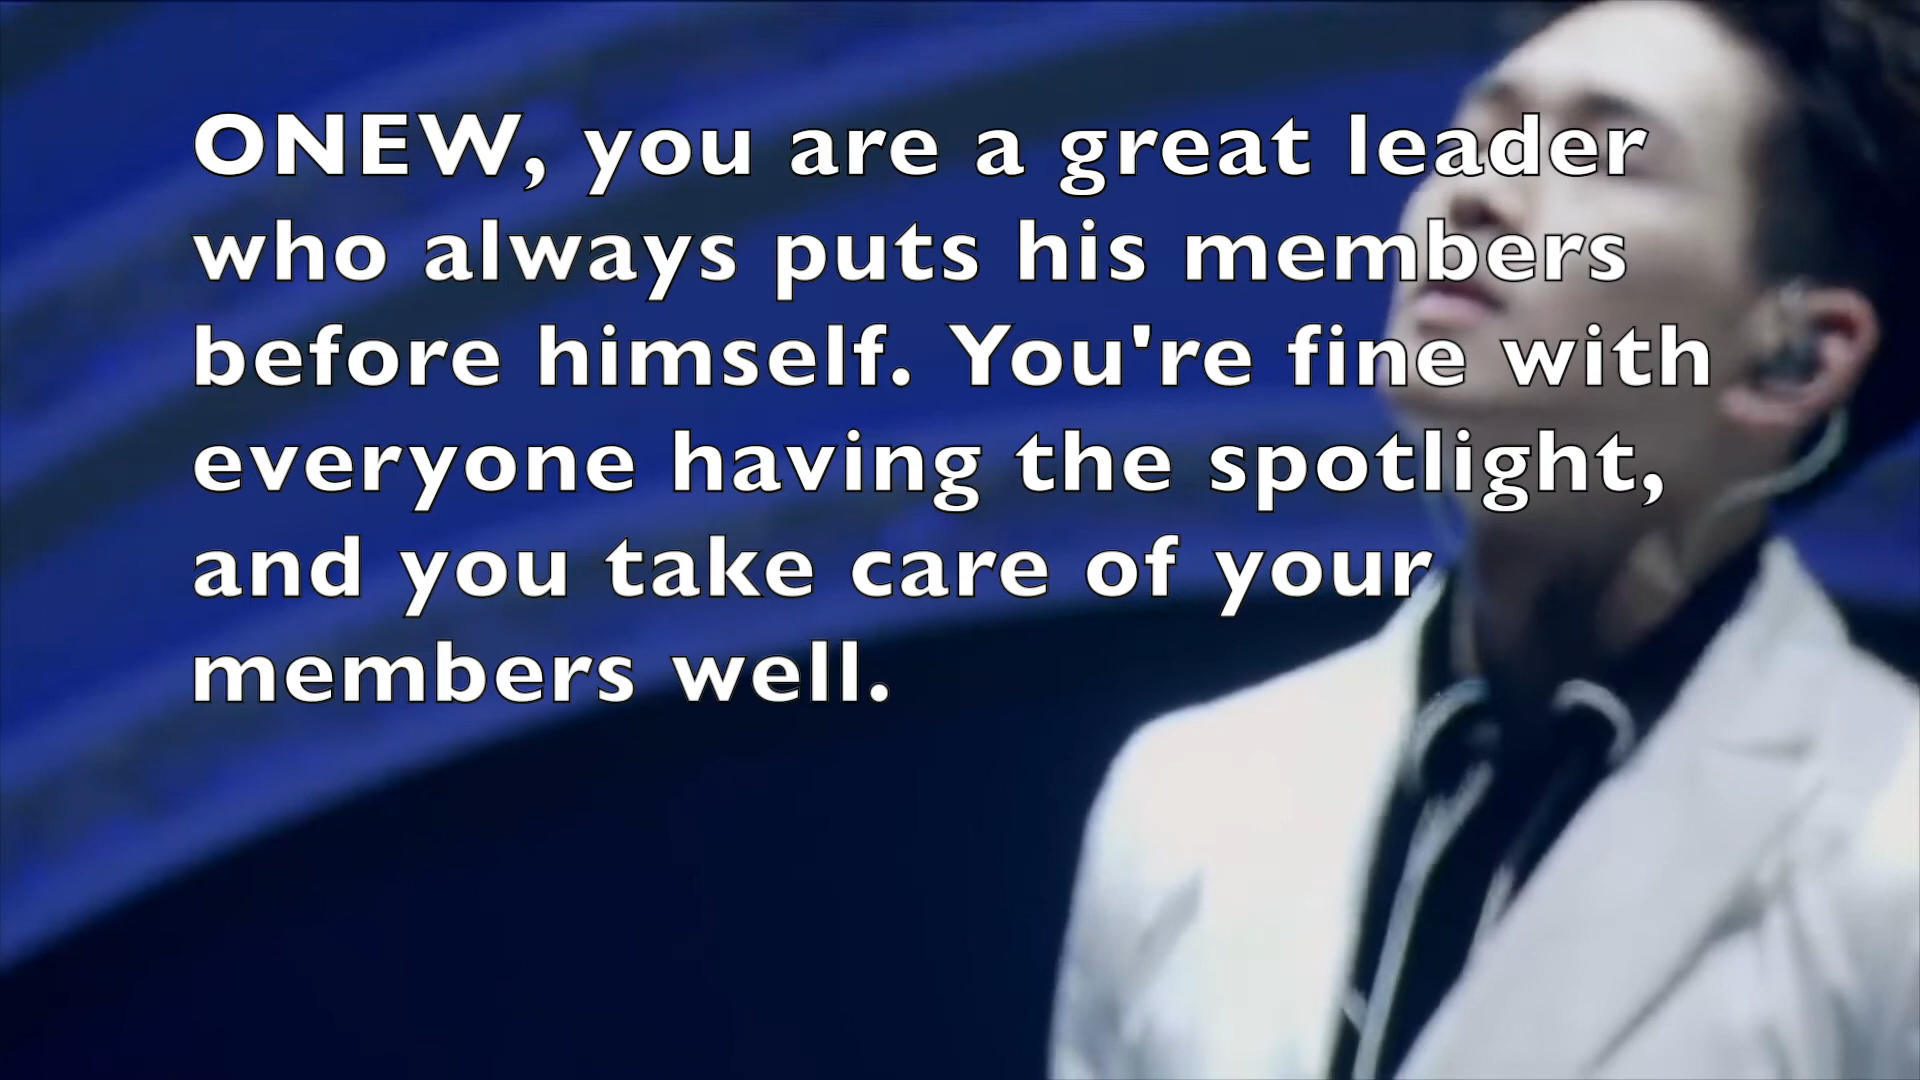 ONEW, you are a great leader
who always puts his members
before himself. You're fine with
everyone having the spotlight,
and you take care of your
members well.